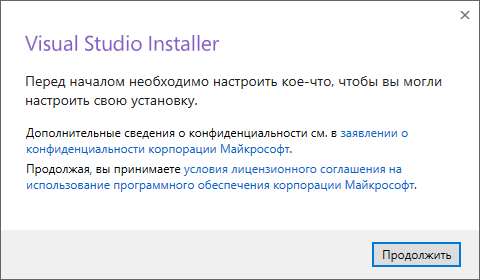 Visual Studio Installer
Перед началом необходимо настроить кое-что, чтобы вы могли
настроить свою установку.
Дополнительные сведения о конфиденциальности см. в заявлении о
конфиденциальности корпорации Майкрософт.
Продолжая, вы принимаете условия лицензионного соглашения на
использование программного обеспечения корпорации Майкрософт.
Продолжить